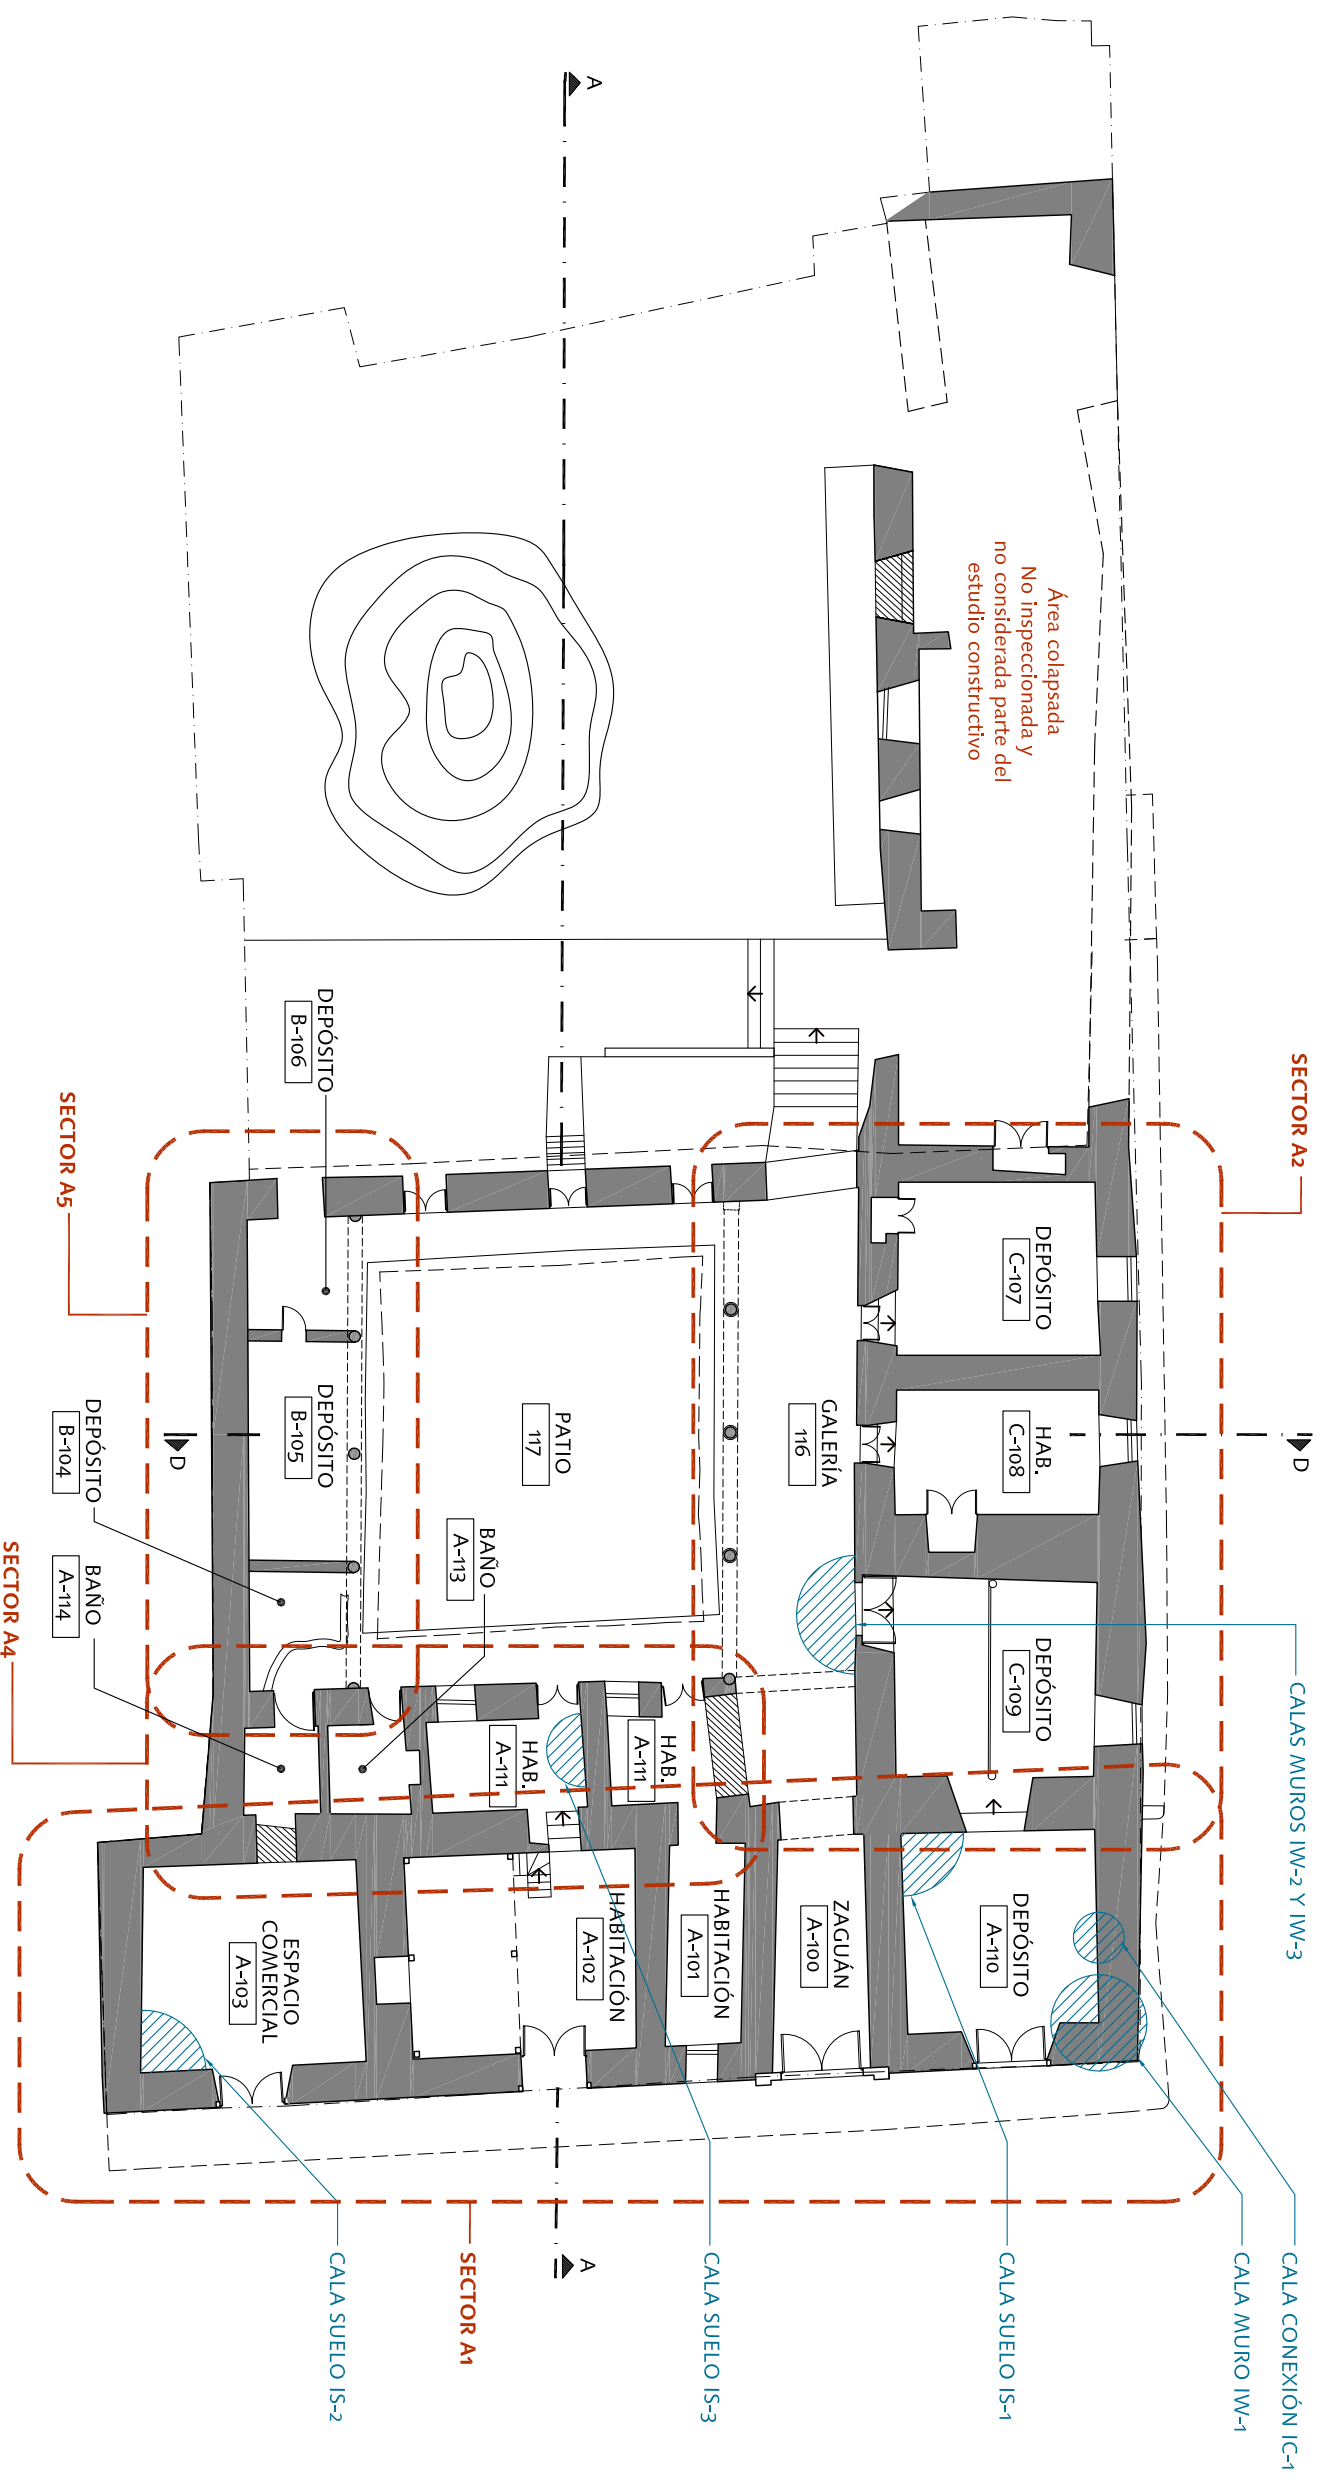 A
Área colapsada
No inspeccionada y
no considerada parte del
estudio constructivo
SECTOR A2
DEPÓSITO
C-107
HAB.
C-108
D
DEPÓSITO
C-109
CALAS MUROS IW-2 Y IW-3
GALERÍA
116
PATIO
117
DEPÓSITO
B-106
SECTOR A5
DEPÓSITO
B-105
D
DEPÓSITO
B-104
BAÑO
A-114
BAÑO
A-113
SECTOR A4
HAB.
A-111
HAB.
A-111
DEPÓSITO
A-110
ZAGUÁN
A-100
HABITACIÓN
A-101
HABITACIÓN
A-102
ESPACIO
COMERCIAL
A-103
CALA CONEXIÓN IC-1
CALA MURO IW-1
CALA SUELO IS-1
CALA SUELO IS-3
A
SECTOR A1
CALA SUELO IS-2